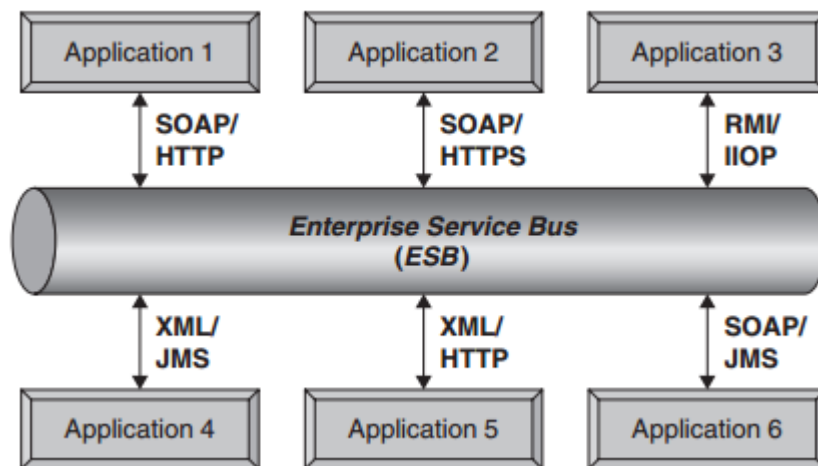 Application 1
Application 2
Application 3
SOAP/
HTTP
SOAP/
HTTPS
RMI/
IIOP
Enterprise Service Bus
(ESB)
XML/
JMS
XML/
HTTP
SOAP/
JMS
Application 4
Application 5
Application 6